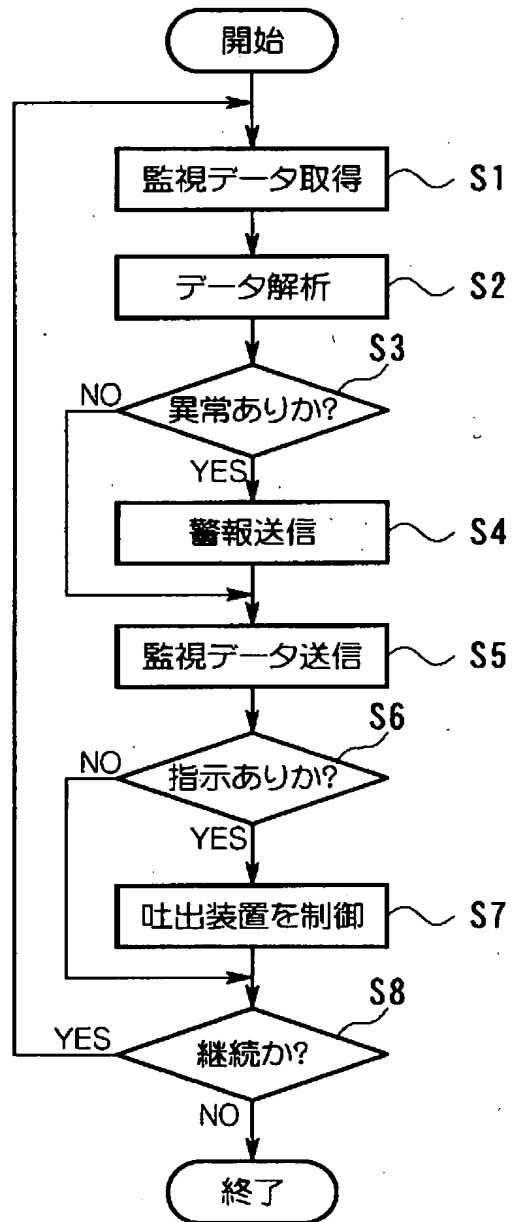 開始
監視データ取得 S1
データ解析 S2
S3
NO 異常ありか?
YES
警報送信 S4
監視データ送信 S5
S6
NO 指示ありか?
YES
吐出装置を制御 S7
S8
YES 継続か?
NO
終了